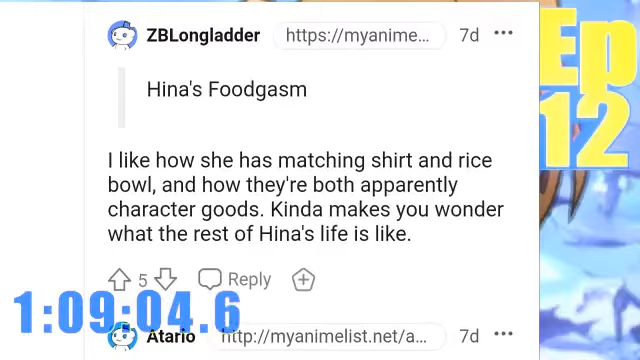 ZBLongladder https://myanime... 7d ...
Ep
12
Hina's Foodgasm
I like how she has matching shirt and rice
bowl, and how they're both apparently
character goods. Kinda makes you wonder
what the rest of Hina's life is like.
5 Reply
1:09:04.6
Atario http://myanimelist.net/a... 7d ...